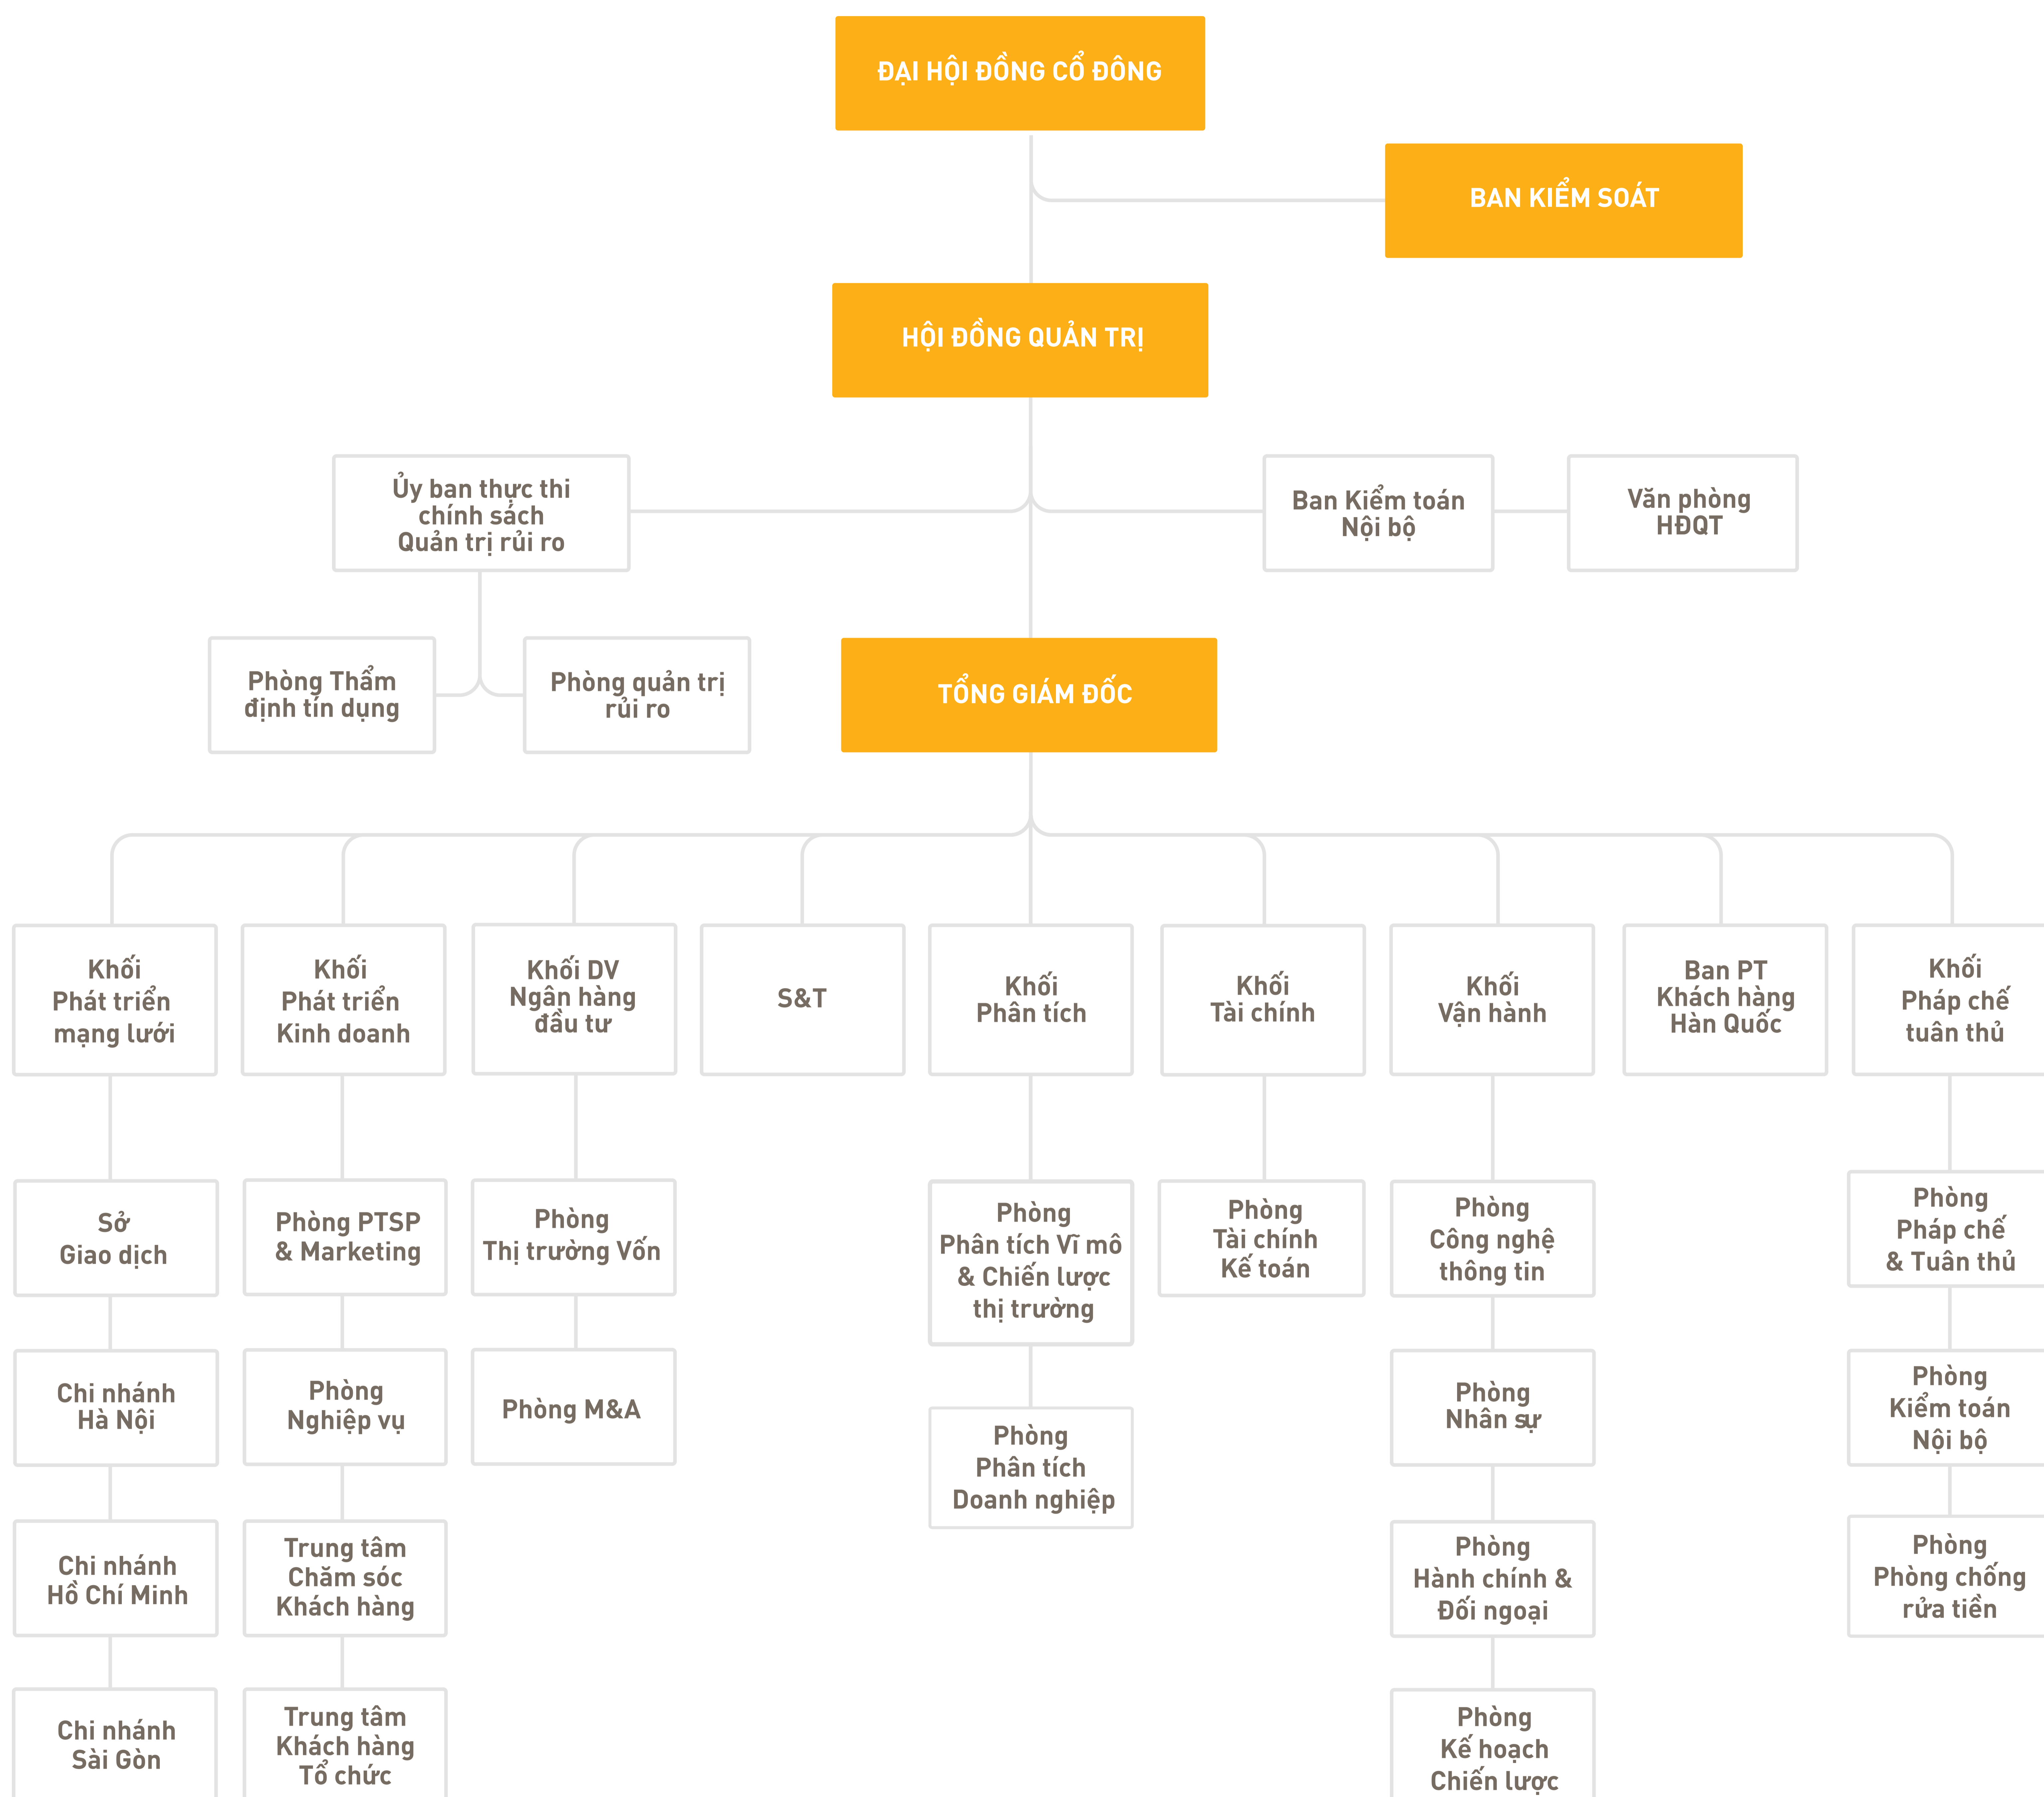 ĐẠI HỘI ĐỒNG CỔ ĐÔNG
BAN KIỂM SOÁT
HỘI ĐỒNG QUẢN TRỊ
Ủy ban thực thi
chính sách
Quản trị rủi ro
Ban Kiểm toán
Nội bộ
Văn phòng
HĐQT
Phòng Thẩm
định tín dụng
Phòng quản trị
rủi ro
TỔNG GIÁM ĐỐC
Khối
Phát triển
mạng lưới
Khối
Phát triển
Kinh doanh
Khối DV
Ngân hàng
đầu tư
S&T
Khối
Phân tích
Khối
Tài chính
Khối
Vận hành
Ban PT
Khách hàng
Hàn Quốc
Khối
Pháp chế
tuân thủ
Sở
Giao dịch
Phòng PTSP
& Marketing
Phòng
Thị trường Vốn
Phòng
Phân tích Vĩ mô
& Chiến lược
thị trường
Phòng
Tài chính
Kế toán
Phòng
Công nghệ
thông tin
Phòng
Pháp chế
& Tuân thủ
Chi nhánh
Hà Nội
Phòng
Nghiệp vụ
Phòng M&A
Phòng
Phân tích
Doanh nghiệp
Phòng
Nhân sự
Phòng
Kiểm toán
Nội bộ
Chi nhánh
Hồ Chí Minh
Trung tâm
Chăm sóc
Khách hàng
Phòng
Hành chính &
Đối ngoại
Phòng
Phòng chống
rửa tiền
Chi nhánh
Sài Gòn
Trung tâm
Khách hàng
Tổ chức
Phòng
Kế hoạch
Chiến lược